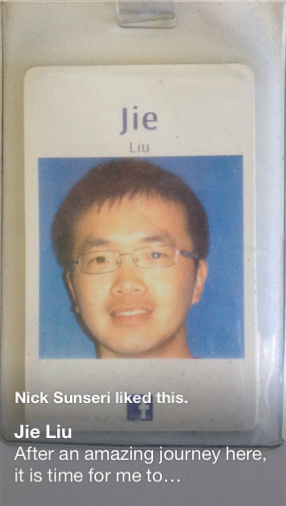 Jie
Liu
Nick Sunseri liked this.
Jie Liu
After an amazing journey here,
it is time for me to…